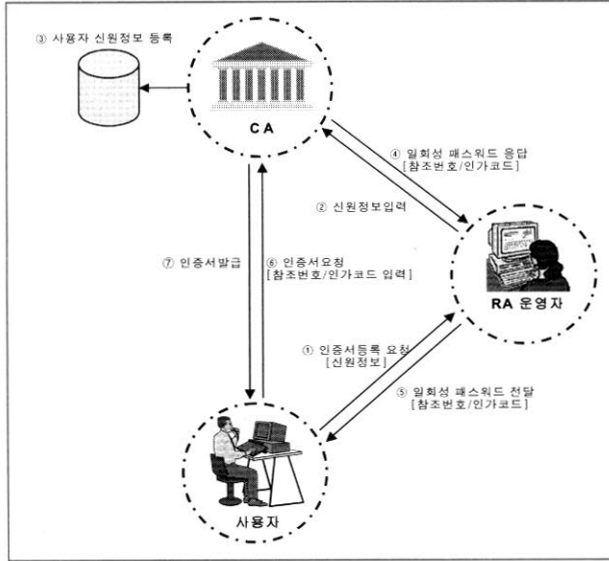 ③ 사용자 신원정보 등록
CA
④ 일회성 패스워드 응답
[참조번호/인가코드]
② 신원정보입력
⑦ 인증서발급
⑥ 인증서요청
[참조번호/인가코드 입력]
RA 운영자
① 인증서등록 요청
[신원정보]
⑤ 일회성 패스워드 전달
[참조번호/인가코드]
사용자